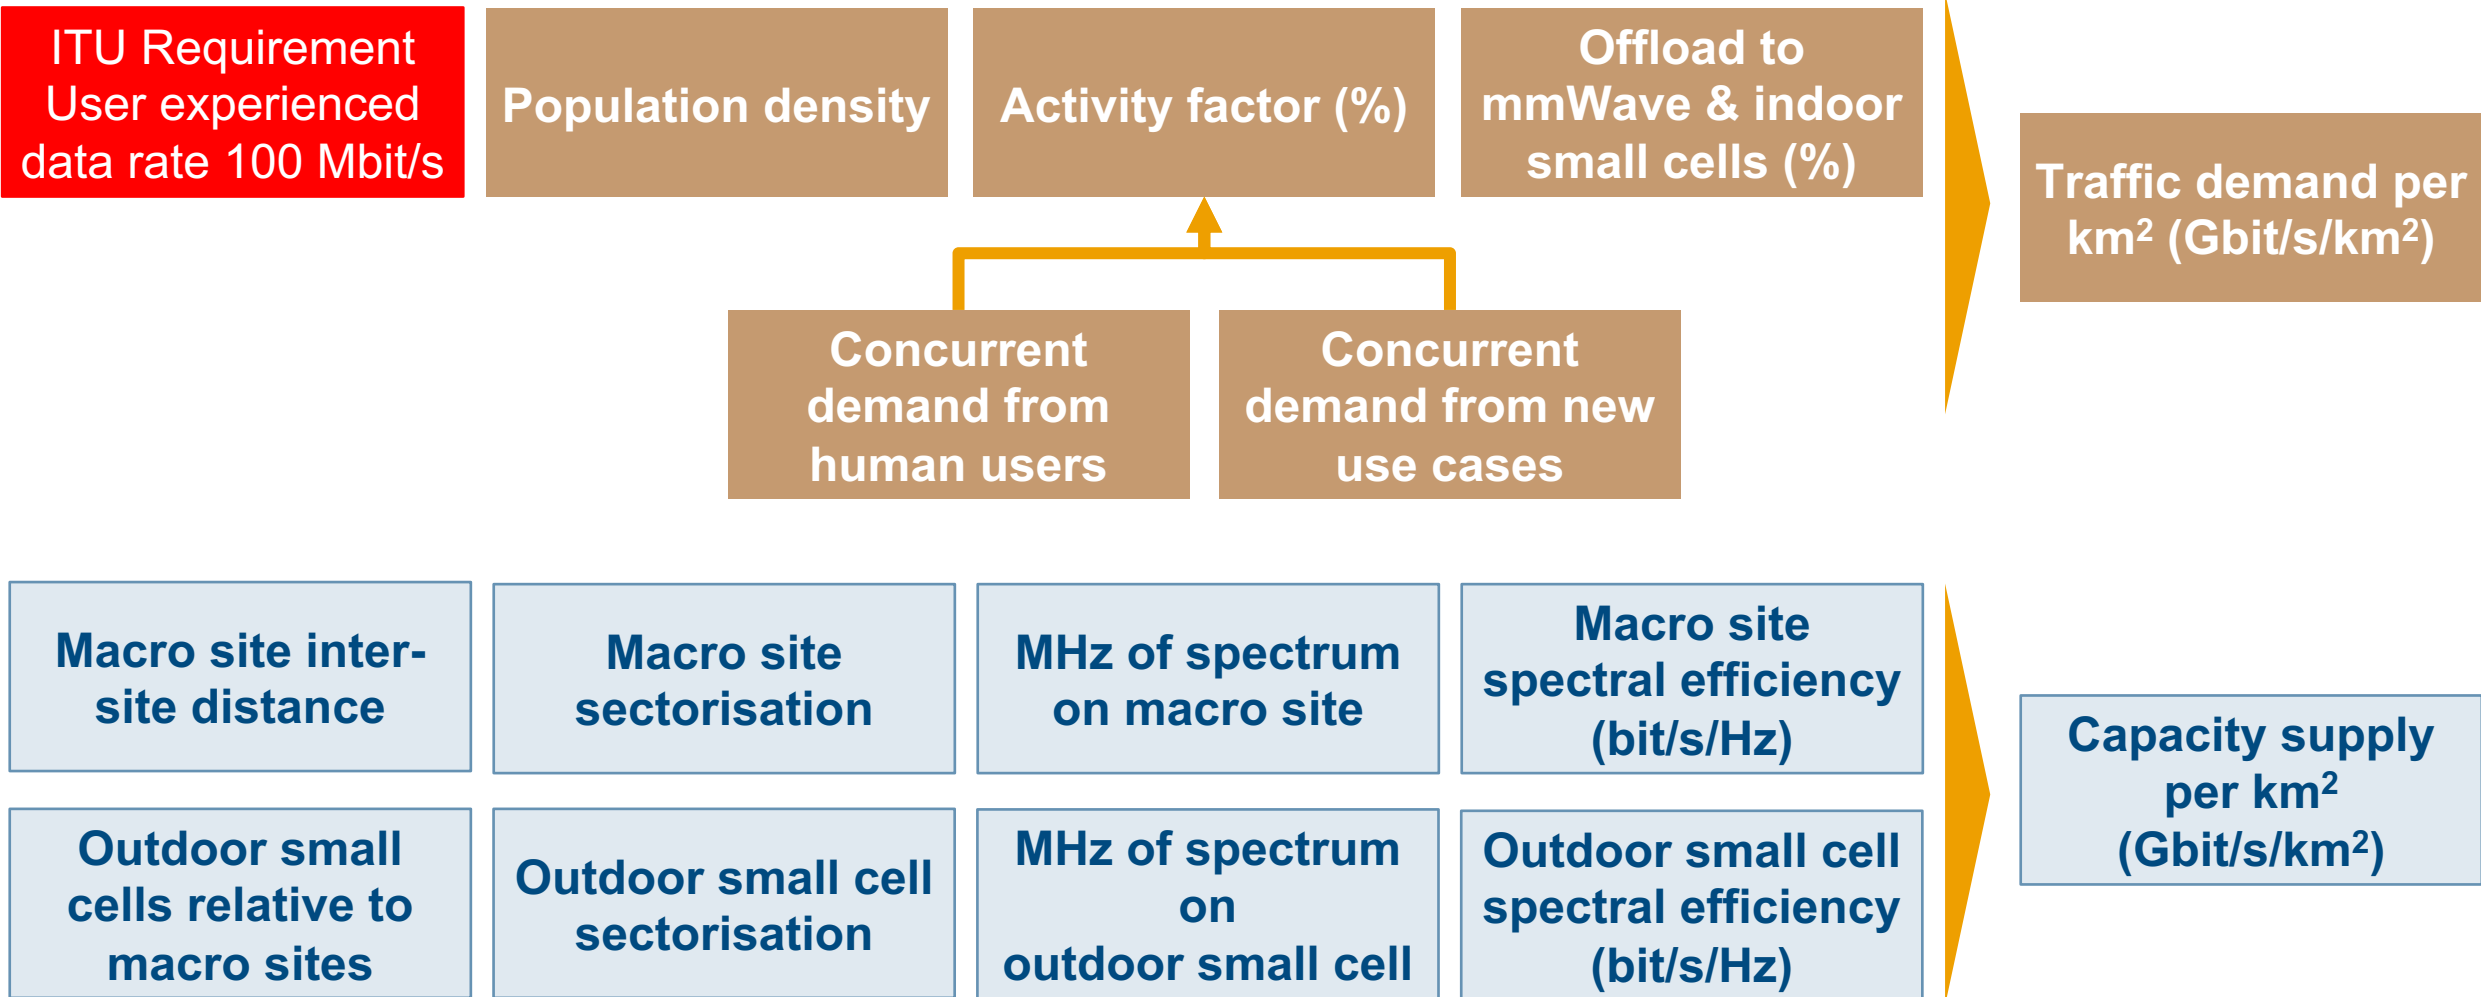 ITU Requirement
User experienced
data rate 100 Mbit/s
Population density
Activity factor (%)
Offload to
mmWave & indoor
small cells (%)
Traffic demand per
km² (Gbit/s/km²)
Concurrent
demand from
human users
Concurrent
demand from new
use cases
Macro site inter-
site distance
Macro site
sectorisation
MHz of spectrum
on macro site
Macro site
spectral efficiency
(bit/s/Hz)
Capacity supply
per km²
(Gbit/s/km²)
Outdoor small
cells relative to
macro sites
Outdoor small cell
sectorisation
MHz of spectrum
on
outdoor small cell
Outdoor small cell
spectral efficiency
(bit/s/Hz)